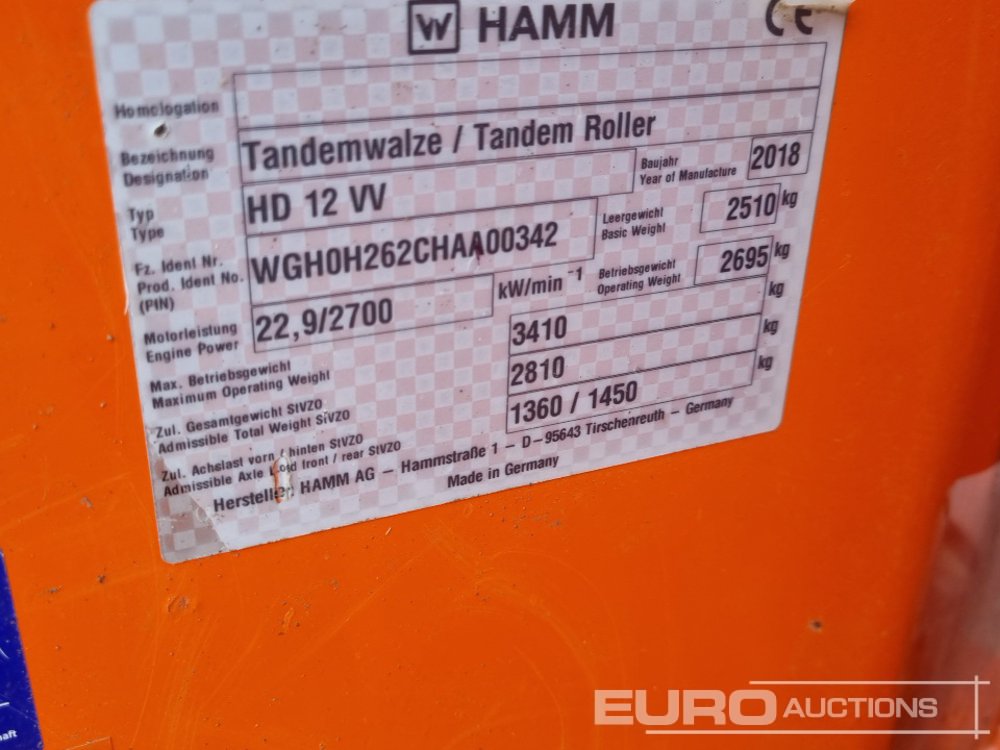 HAMM CE
Homologation
Bezeichnung
Designation
Tandemwalze / Tandem Roller
Typ
Type
HD 12 VV
Baujahr
Year of Manufacture
2018
Fz. Ident Nr.
Prod. Ident No.
(PIN)
WGH0H262CHAA00342
Leergewicht
Basic Weight
2510 kg
Motorleistung
Engine Power
22,9/2700 kW/min -1
Betriebsgewicht
Operating Weight
2695 kg
Max. Betriebsgewicht
Maximum Operating Weight
3410 kg
Zul. Gesamtgewicht StVZO
Admissible Total Weight StVZO
2810 kg
Zul. Achslast vorn / hinten StVZO
Admissible Axle Load front / rear StVZO
1360 / 1450 kg
Hersteller: HAMM AG – Hammstraße 1 – D–95643 Tirschenreuth – Germany
Made in Germany
EURO AUCTIONS